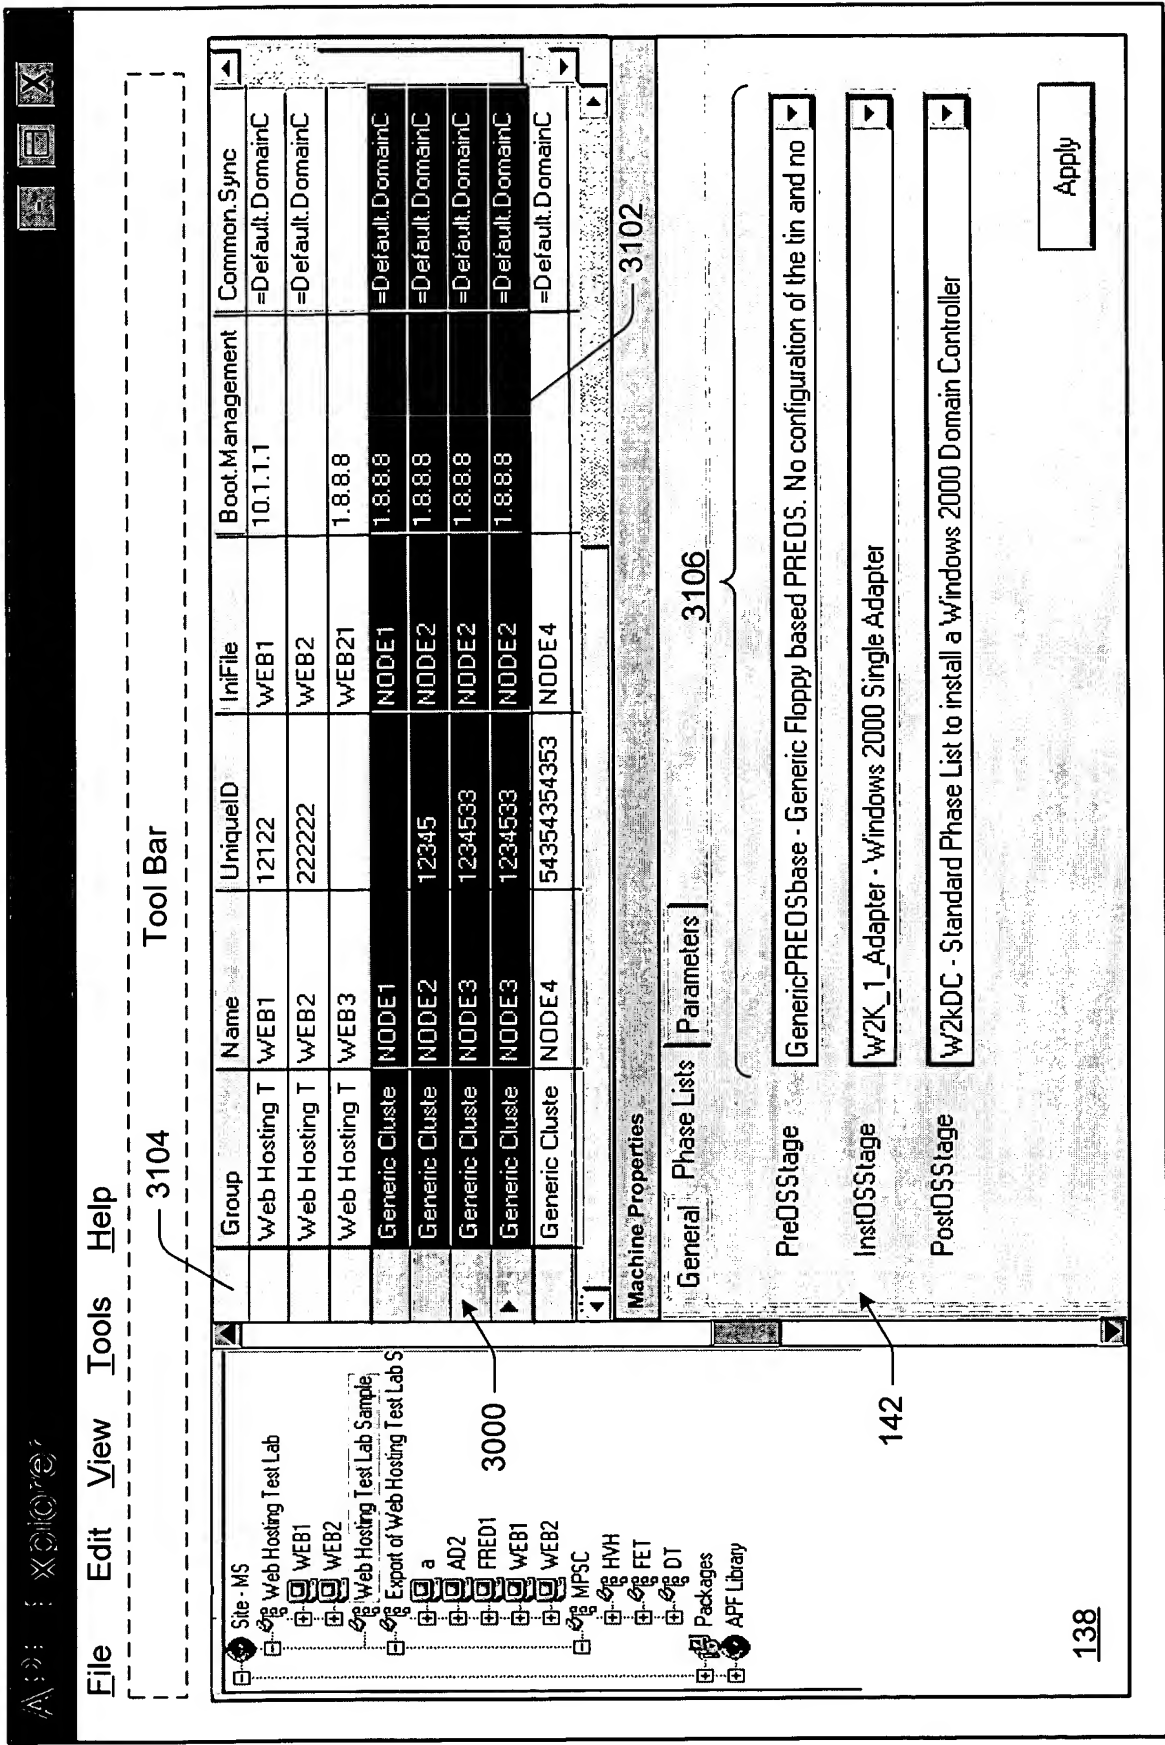 APF Explorer
File Edit View Tools Help
Tool Bar
3104
Site - MS
Web Hosting Test Lab
WEB1
WEB2
Web Hosting Test Lab Sample
Export of Web Hosting Test Lab S
a
AD2
FRED1
WEB1
WEB2
MPSC
HVH
FET
DT
Packages
APF Library
138
3000
142
Group Name UniqueID IniFile Boot.Management Common.Sync
Web Hosting T WEB1 12122 WEB1 10.1.1.1 =Default.DomainC
Web Hosting T WEB2 222222 WEB2 =Default.DomainC
Web Hosting T WEB3 WEB21 1.8.8.8
Generic Cluste NODE1 NODE1 1.8.8.8 =Default.DomainC
Generic Cluste NODE2 12345 NODE2 1.8.8.8 =Default.DomainC
Generic Cluste NODE3 1234533 NODE2 1.8.8.8 =Default.DomainC
Generic Cluste NODE3 1234533 NODE2 1.8.8.8 =Default.DomainC
Generic Cluste NODE4 54354354353 NODE4 =Default.DomainC
3102
Machine Properties
General Phase Lists Parameters
3106
PreOSStage GenericPREOSbase - Generic Floppy based PREOS. No configuration of the tin and no
InstOSStage W2K_1_Adapter - Windows 2000 Single Adapter
PostOSStage W2kDC - Standard Phase List to install a Windows 2000 Domain Controller
Apply